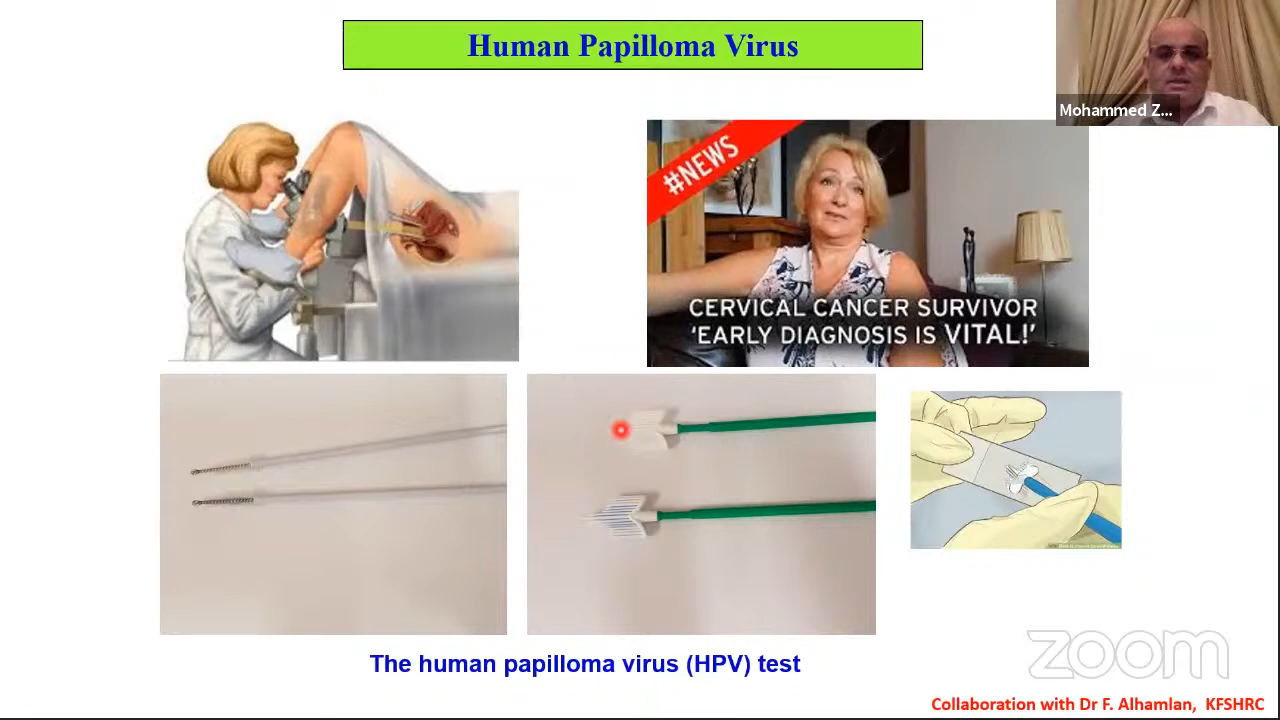 Human Papilloma Virus
Mohammed Z...
#NEWS
CERVICAL CANCER SURVIVOR
'EARLY DIAGNOSIS IS VITAL!'
The human papilloma virus (HPV) test
zoom
Collaboration with Dr F. Alhamlan, KFSHRC